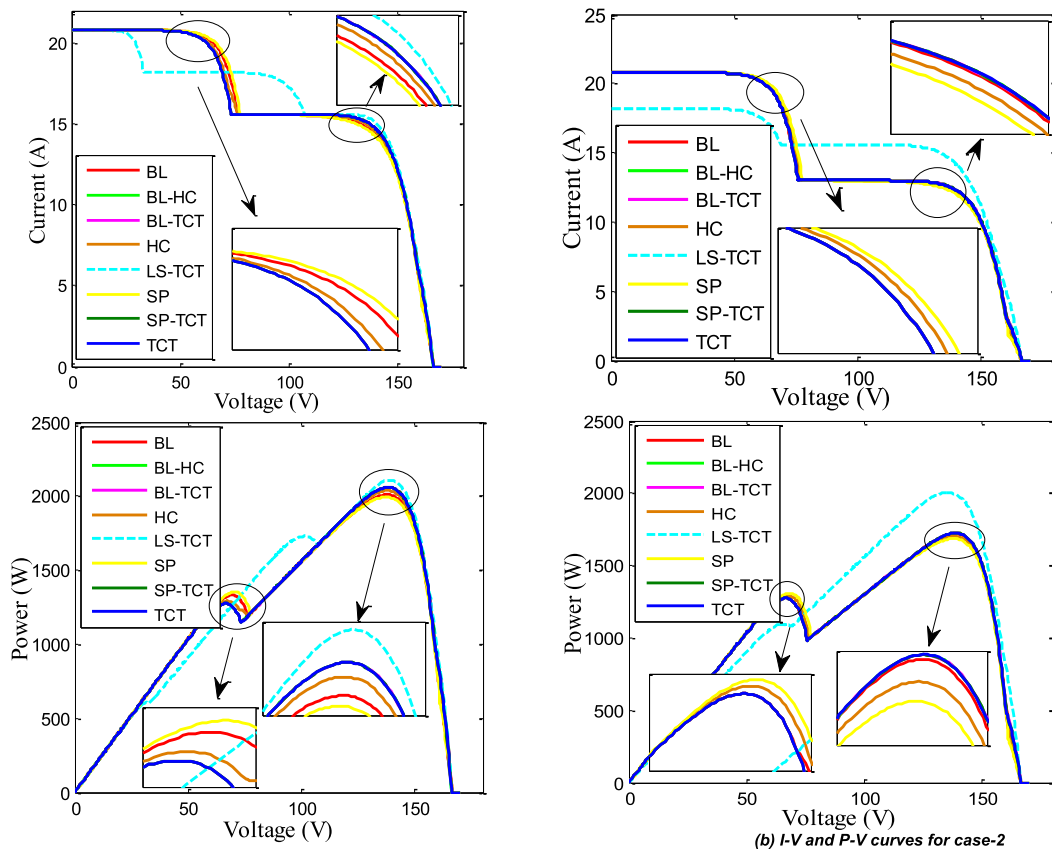 20
15
10
5
0
Current (A)
BL
BL-HC
BL-TCT
HC
LS-TCT
SP
SP-TCT
TCT
0
50
100
150
Voltage (V)
25
20
15
10
5
0
Current (A)
BL
BL-HC
BL-TCT
HC
LS-TCT
SP
SP-TCT
TCT
0
50
100
150
Voltage (V)
2500
2000
1500
1000
500
0
Power (W)
BL
BL-HC
BL-TCT
HC
LS-TCT
SP
SP-TCT
TCT
0
50
100
150
Voltage (V)
2500
2000
1500
1000
500
0
Power (W)
BL
BL-HC
BL-TCT
HC
LS-TCT
SP
SP-TCT
TCT
0
50
100
150
Voltage (V)
(b) I-V and P-V curves for case-2